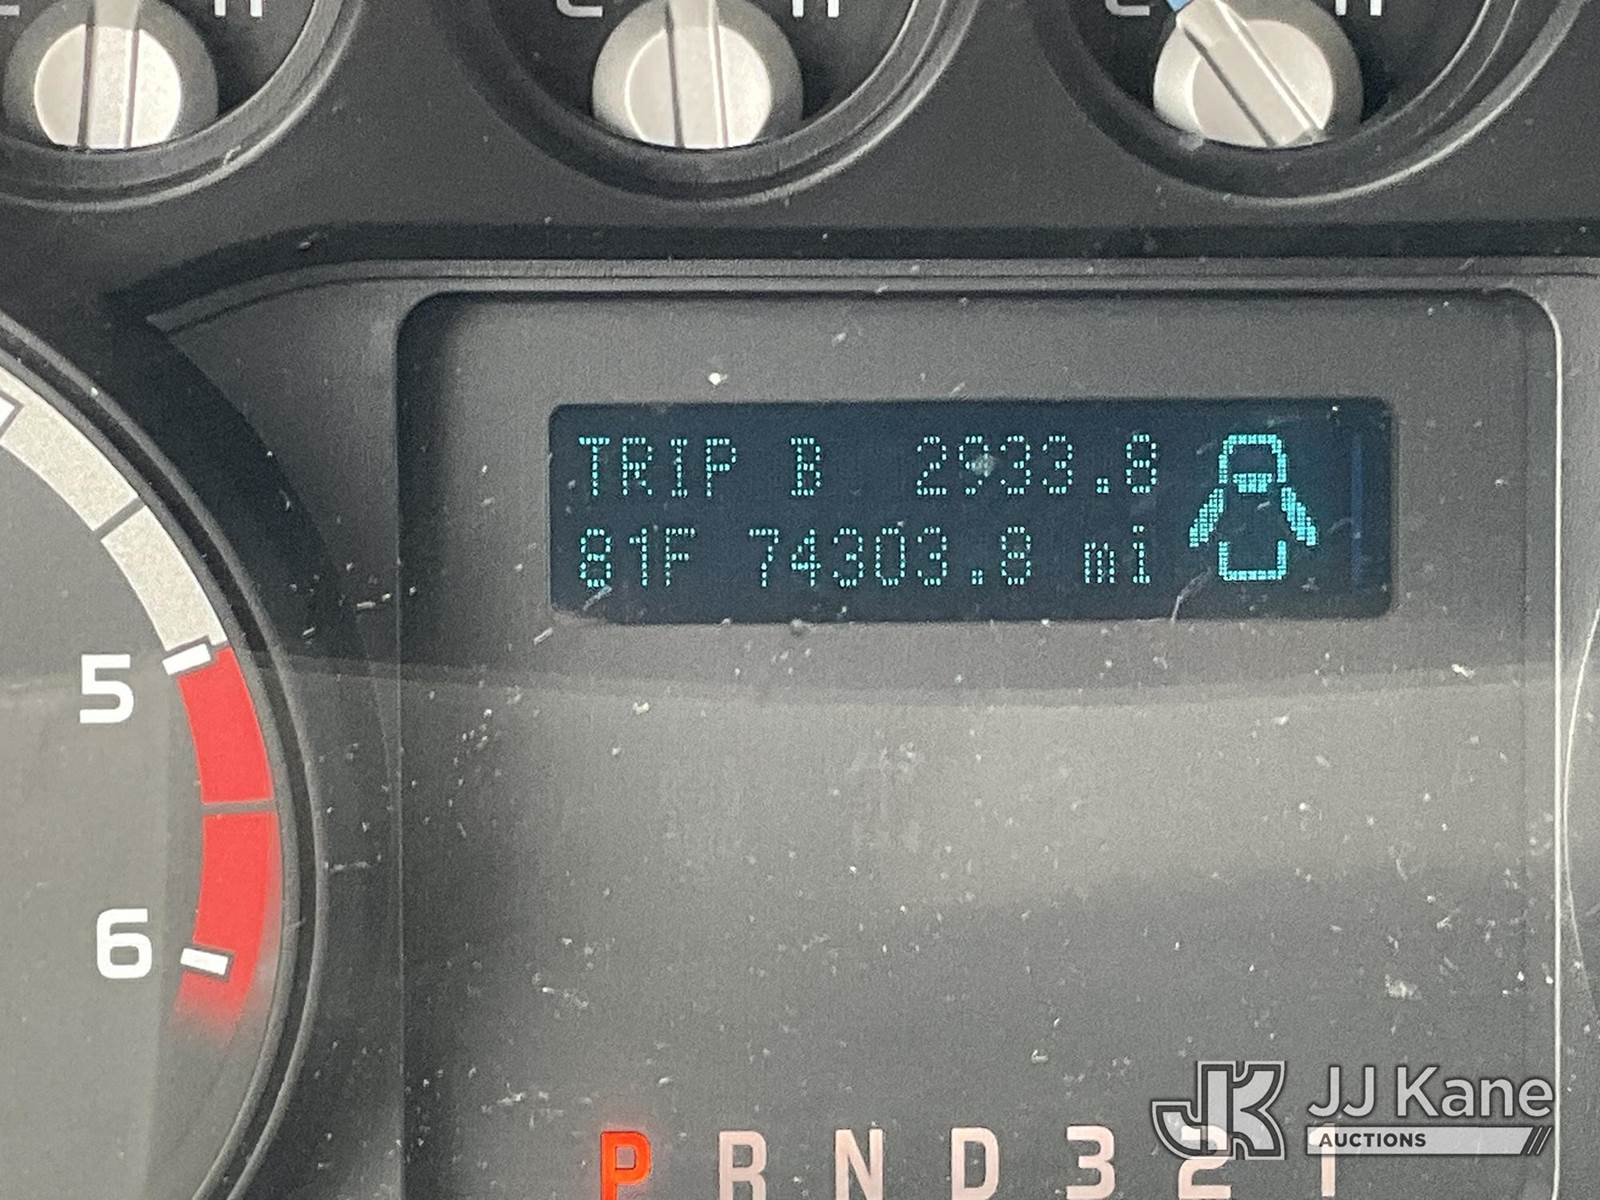 TRIP B 2933.8
81F 74303.8 mi
5
6
P R N D 3 2 1
JJ Kane
AUCTIONS